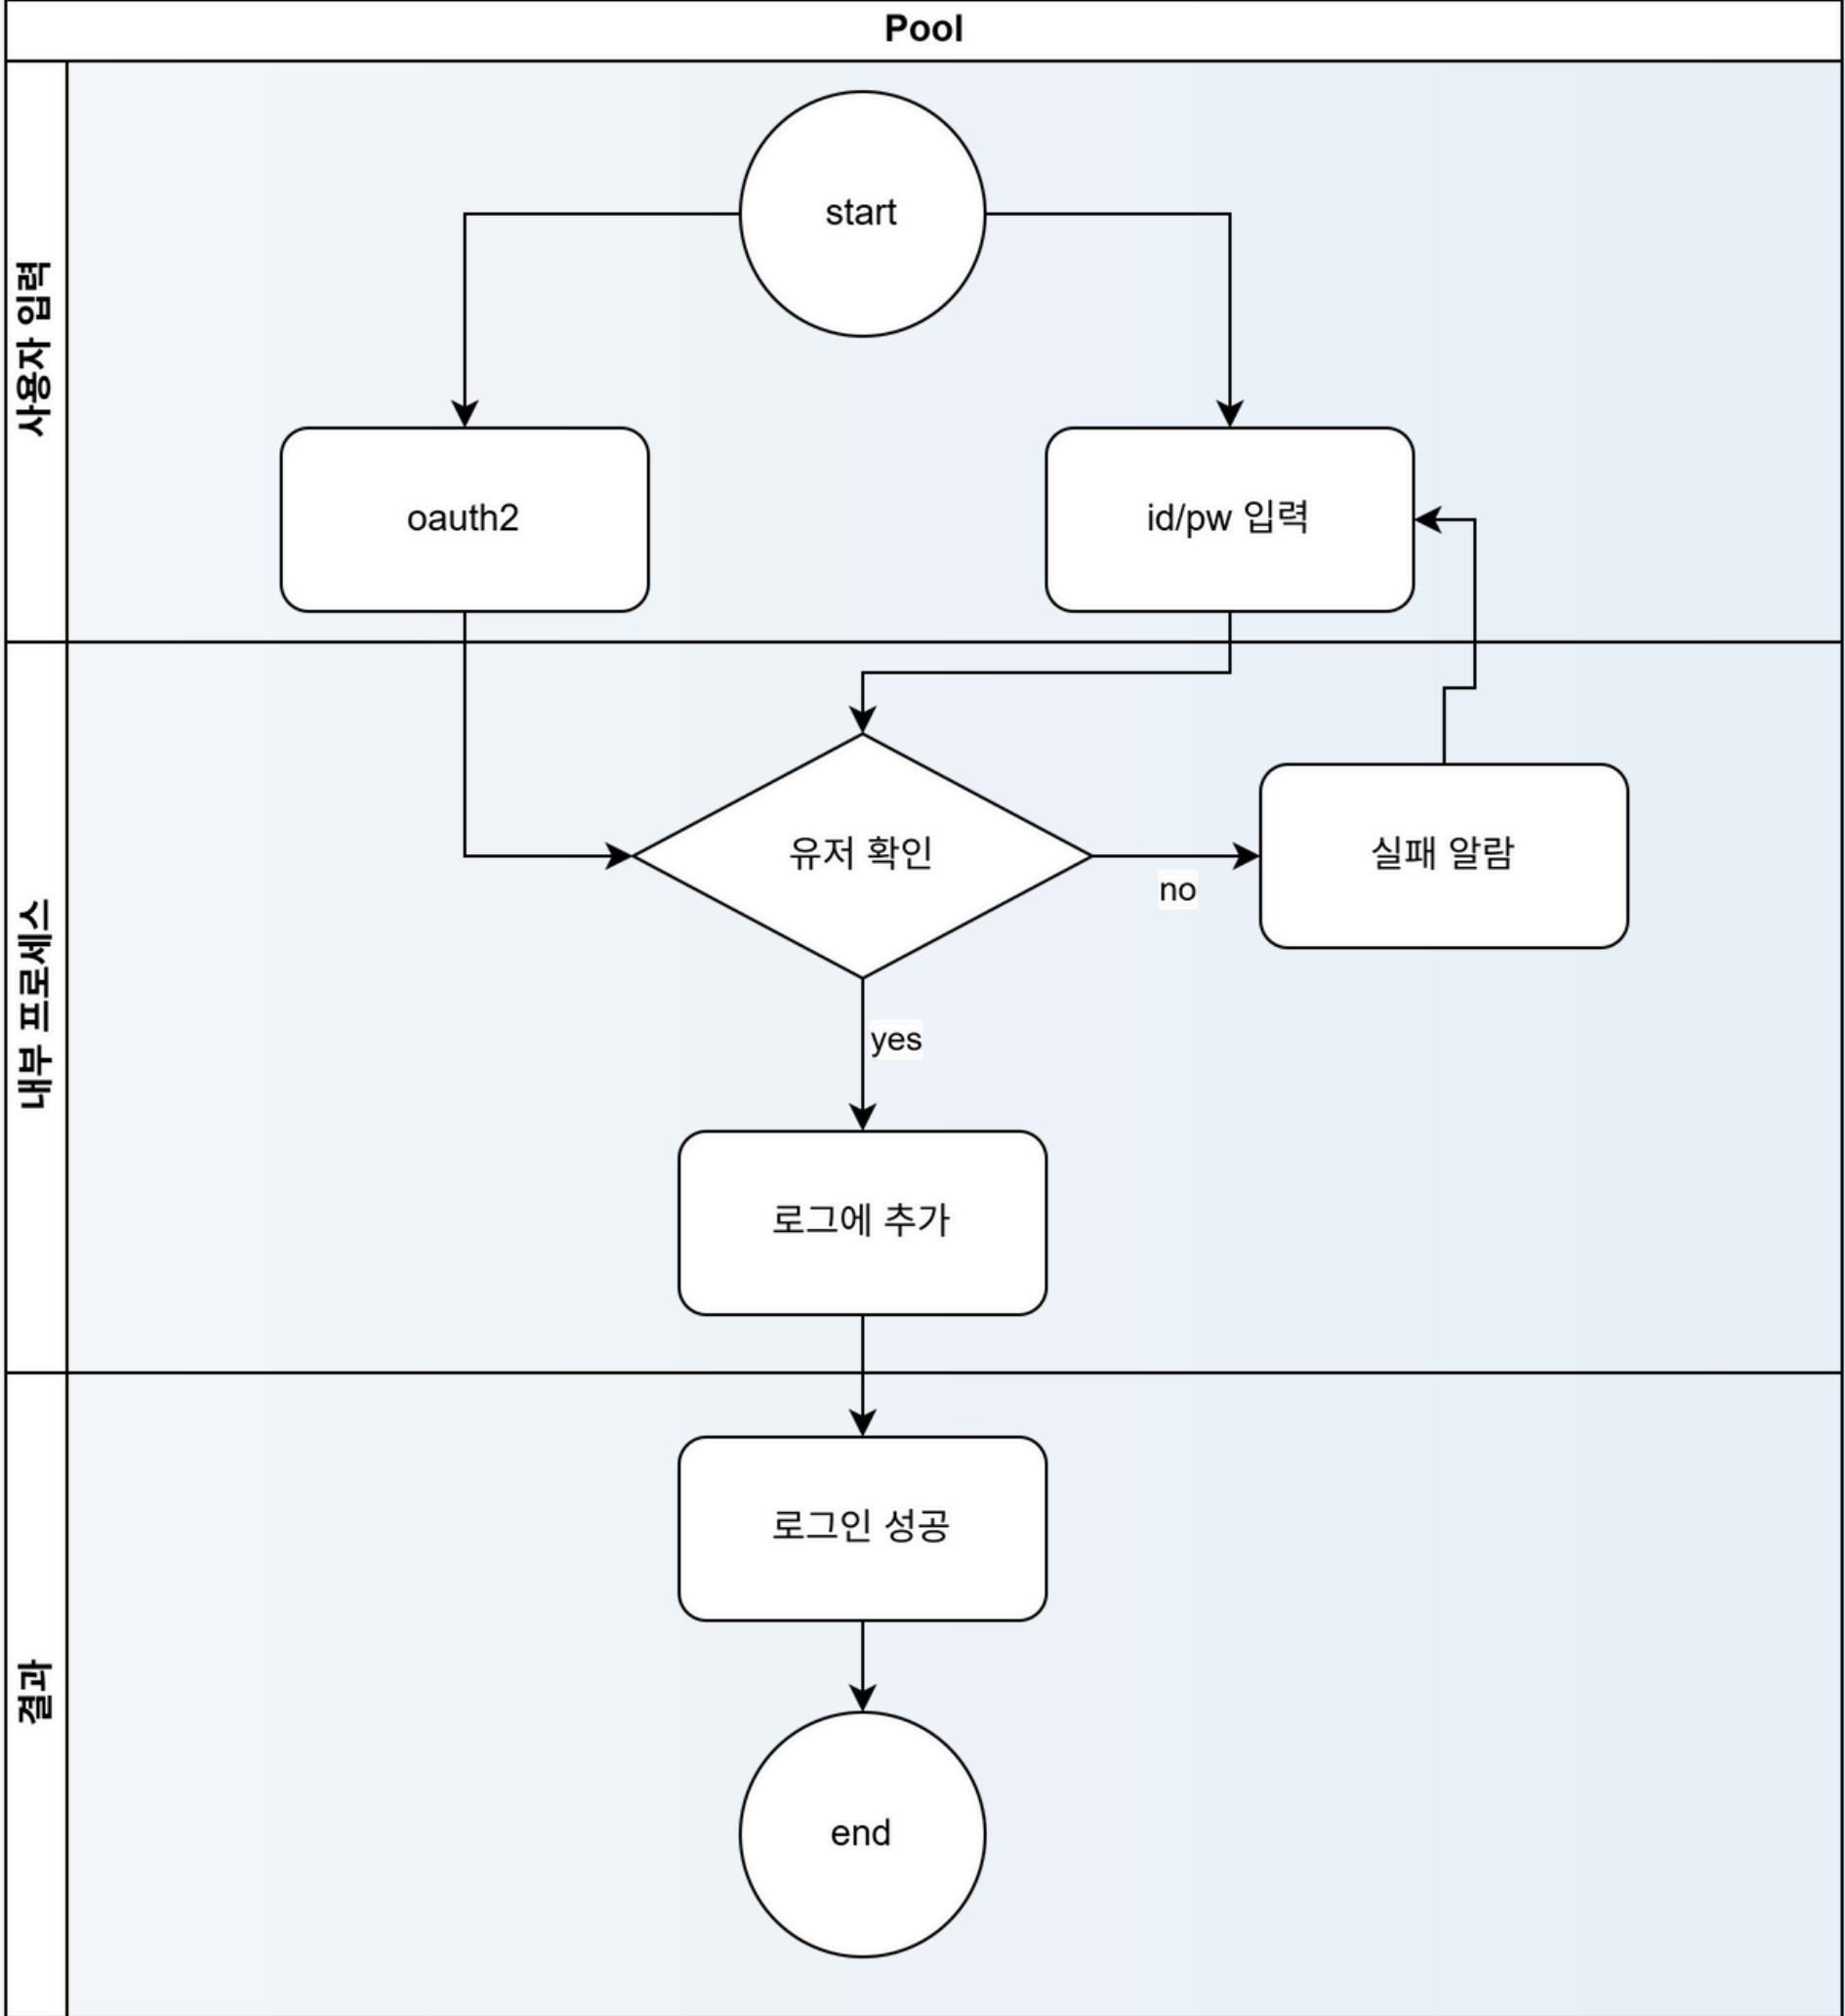 Pool
사용자 입력
start
oauth2
id/pw 입력
내부 프로세스
유저 확인
no
실패 알람
yes
로그에 추가
결과
로그인 성공
end